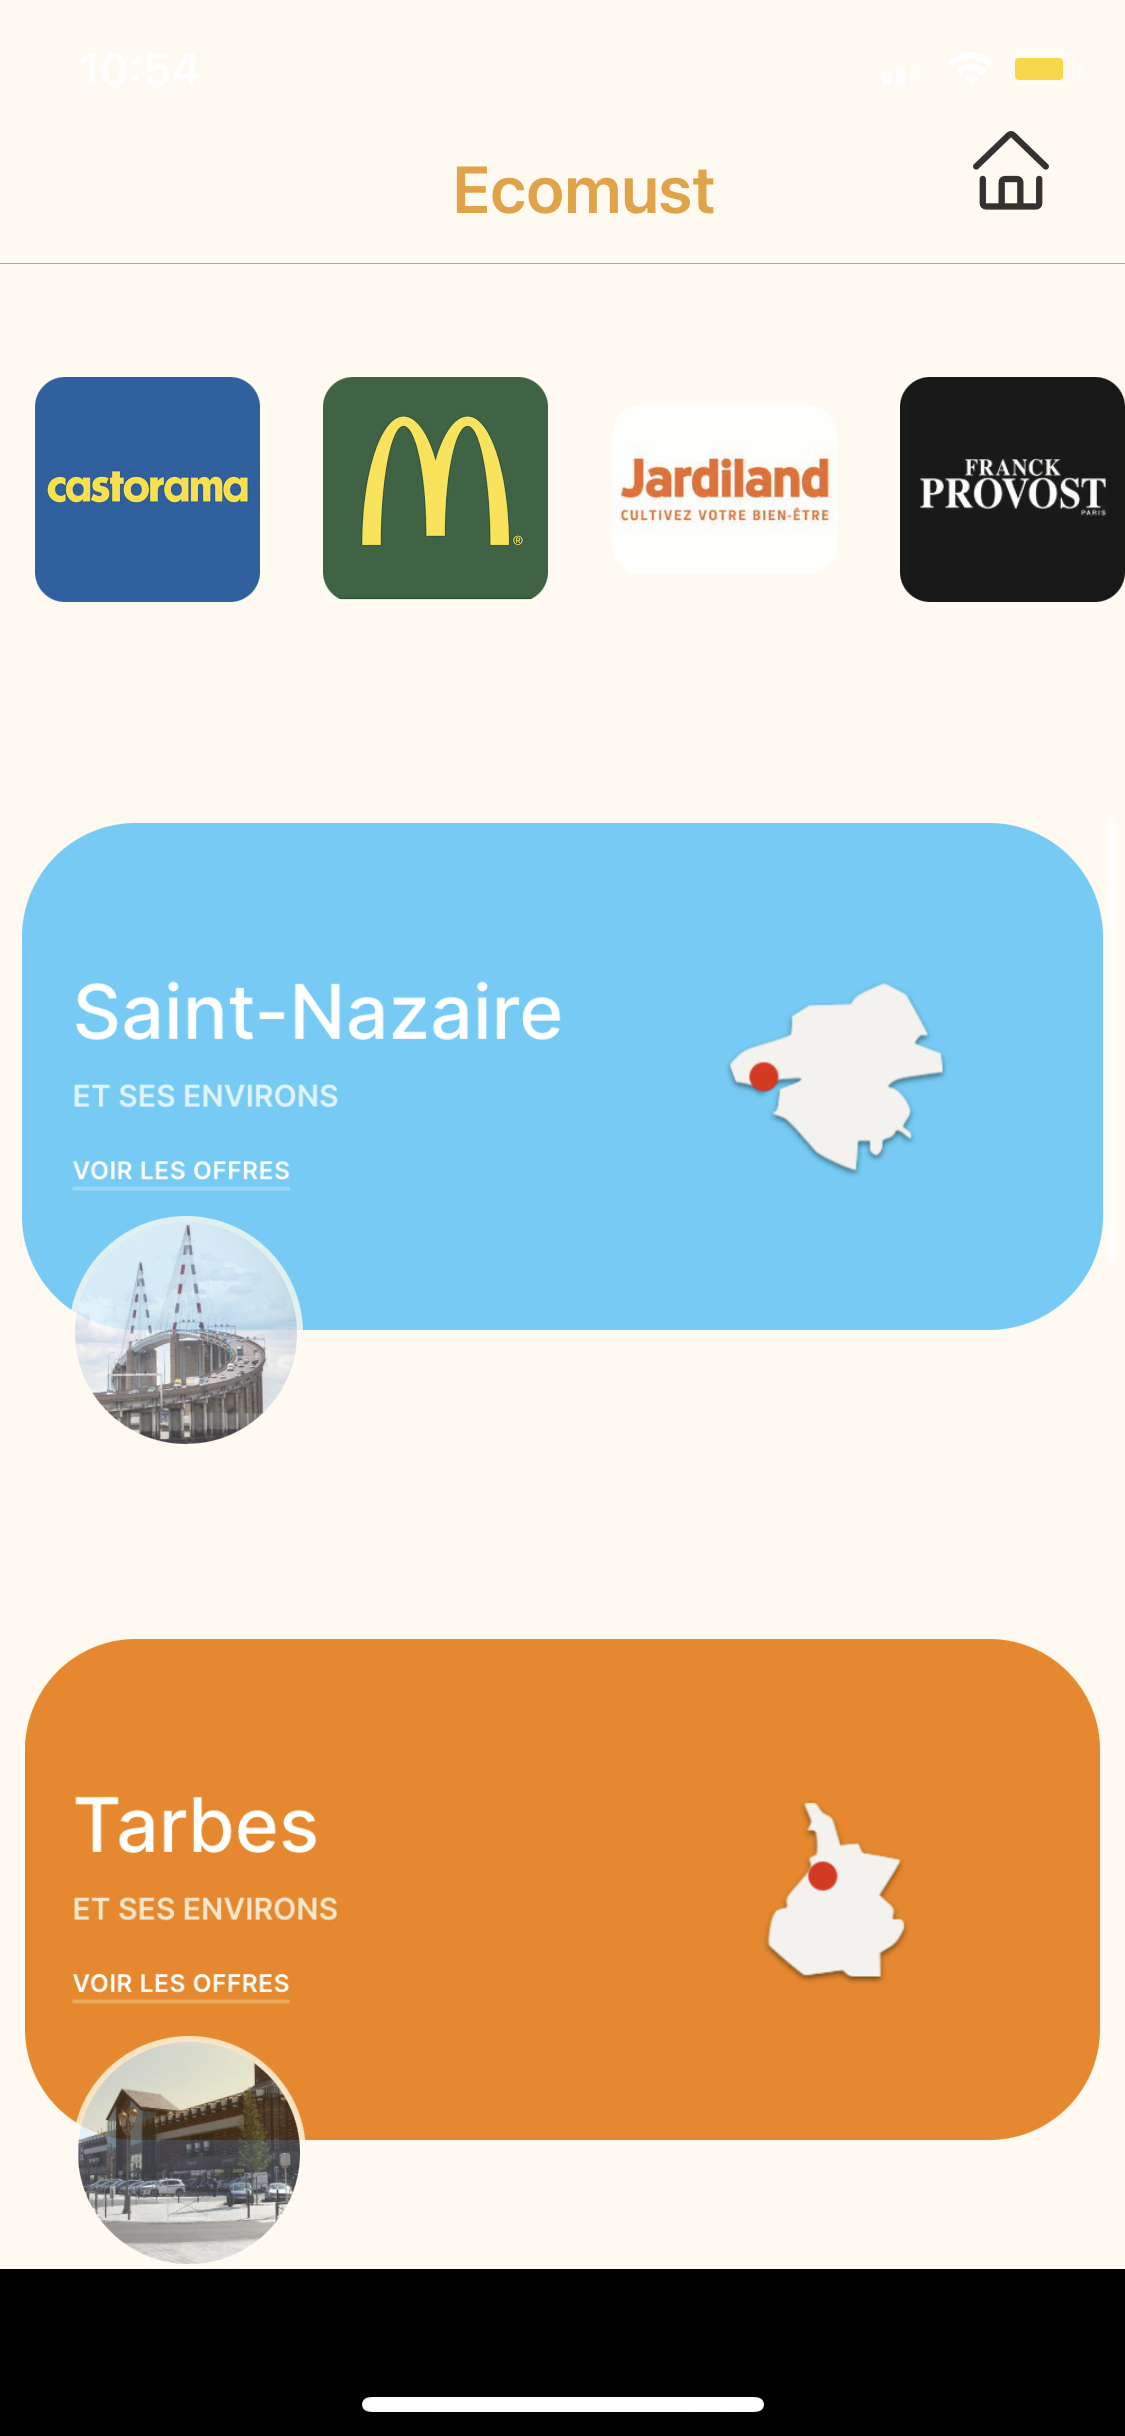 10:54
Ecomust
castorama
M
®
Jardiland
CULTIVEZ VOTRE BIEN-ÊTRE
FRANCK
PROVOST
PARIS
Saint-Nazaire
ET SES ENVIRONS
VOIR LES OFFRES
Tarbes
ET SES ENVIRONS
VOIR LES OFFRES